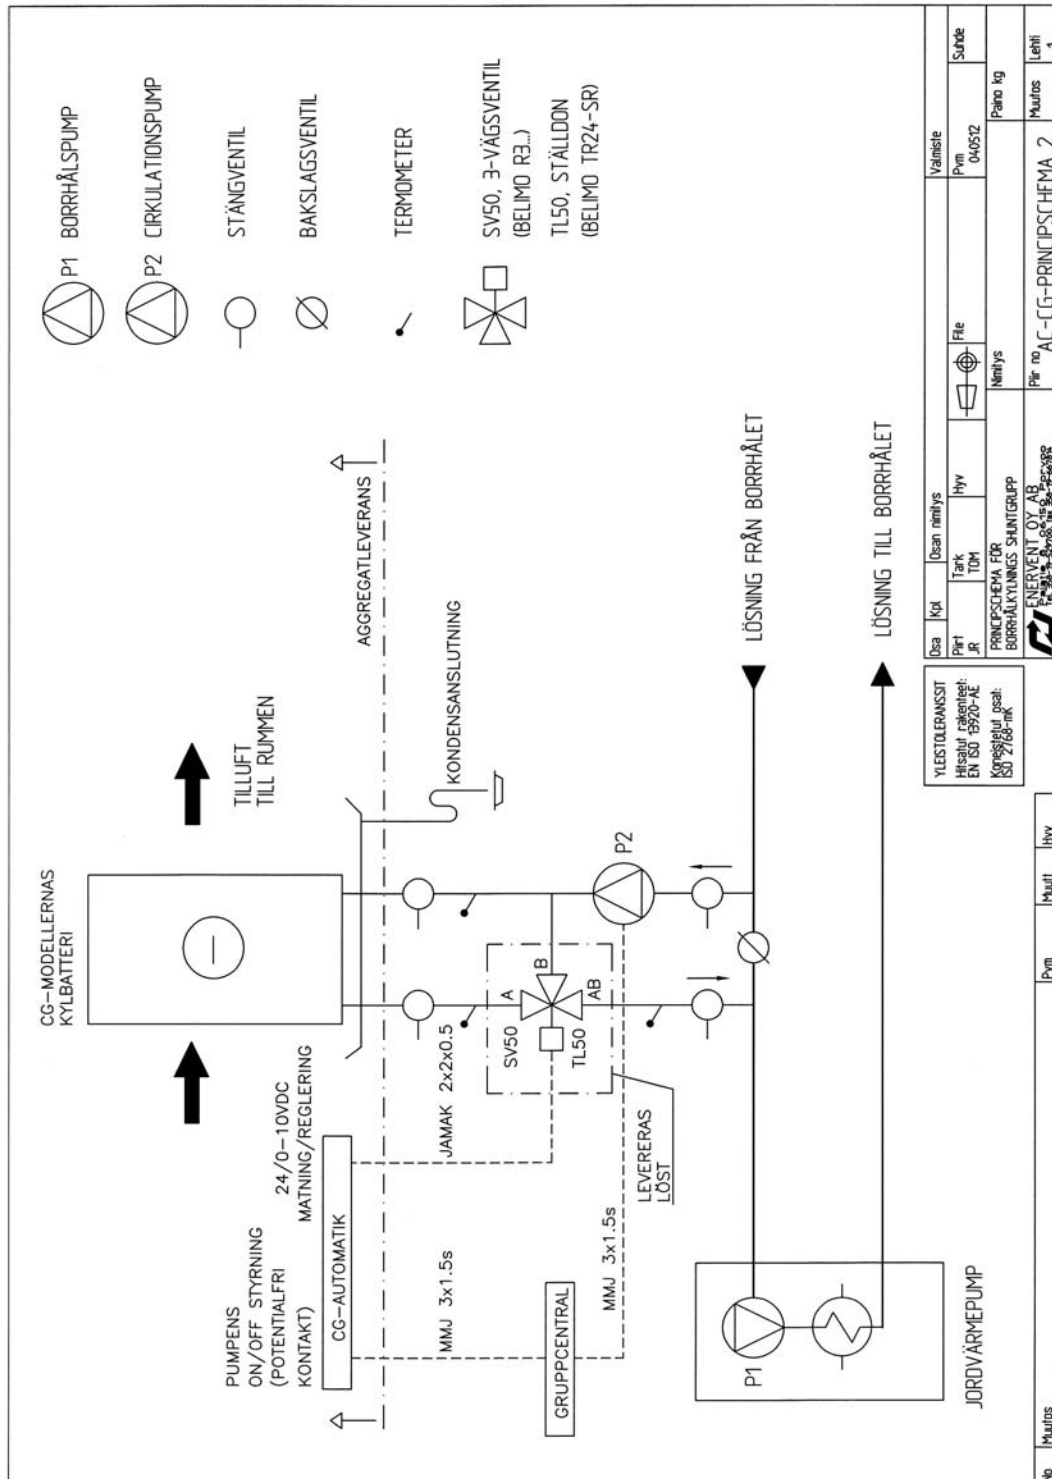 P1 BORRHÅLSPUMP
P2 CIRKULATIONSPUMP
STÄNGVENTIL
BAKSLAGSVENTIL
TERMOMETER
SV50, 3-VÄGSVENTIL
(BELIMO R3...)
TL50, STÄLLDON
(BELIMO TR24-SR)
CG-MODELLERNAS
KYLBATTERI
TILLUFT
TILL RUMMEN
AGGREGATLEVERANS
KONDENSANSLUTNING
PUMPENS
ON/OFF STYRNING
(POTENTIALFRI
KONTAKT)
24/0-10VDC
MATNING/REGLERING
CG-AUTOMATIK
MMJ 3x1.5s
JAMAK 2x2x0.5
SV50
TL50
A
B
AB
P2
GRUPPCENTRAL
MMJ 3x1.5s
LEVERERAS
LÖST
LÖSNING FRÅN BORRHÅLET
LÖSNING TILL BORRHÅLET
P1
JORDVÄRMEPUMP
YLEISTOLERANSSIT
Hitsatut rakenteet:
EN ISO 13920-AE
Koneistetut osat:
ISO 2768-mK
Osa
Kpl
Osan nimitys
Valmiste
Piirt
JR
Tark
TOM
Hyv
File
Pvm
040512
Suhde
PRINCIPSCHEMA FÖR
BORRHÅLKYLNINGS SHUNTGRUPP
Nimitys
Paino kg
ENERVENT OY AB
Piir no
AC-CG-PRINCIPSCHEMA 2
Muutos
Lehti
1
Muutos
Pvm
Muutt
Hyv